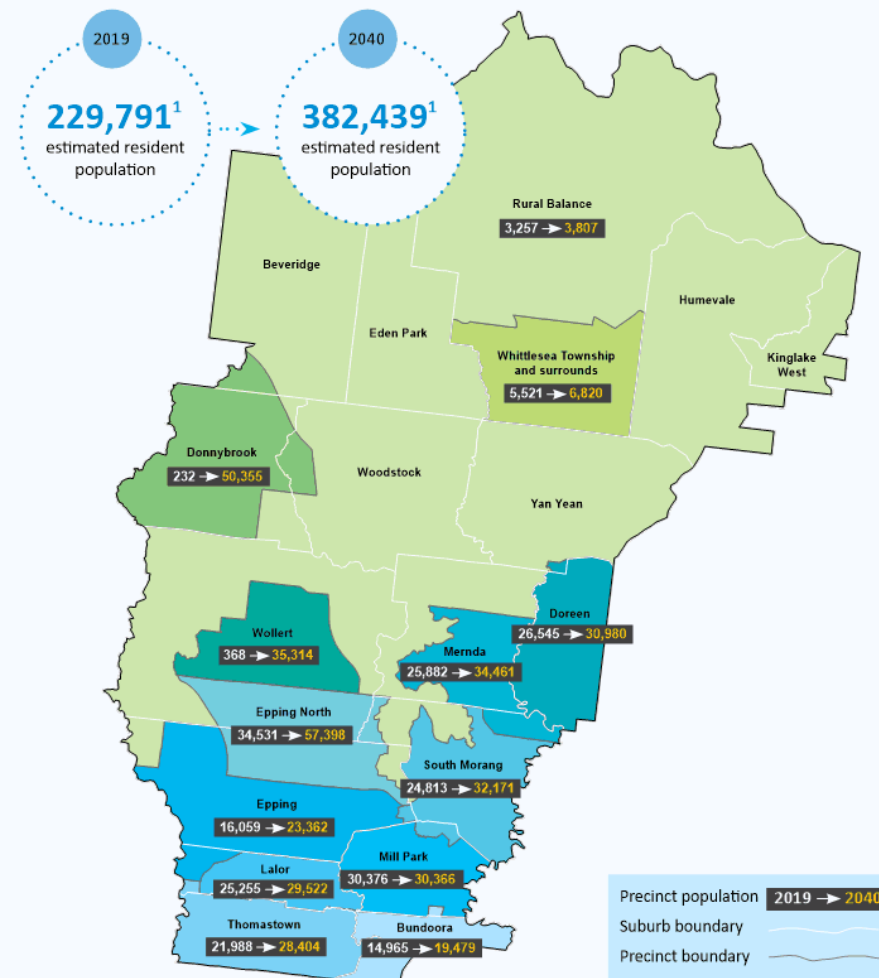 2019
229,791¹
estimated resident
population
2040
382,439¹
estimated resident
population
Rural Balance
3,257 → 3,807
Beveridge
Humevale
Eden Park
Whittlesea Township
and surrounds
5,521 → 6,820
Kinglake
West
Donnybrook
232 → 50,355
Woodstock
Yan Yean
Doreen
26,545 → 30,980
Wollert
368 → 35,314
Mernda
25,882 → 34,461
Epping North
34,531 → 57,398
South Morang
24,813 → 32,171
Epping
16,059 → 23,362
Mill Park
30,376 → 30,366
Lalor
25,255 → 29,522
Thomastown
21,988 → 28,404
Bundoora
14,965 → 19,479
Precinct population 2019 → 2040
Suburb boundary
Precinct boundary